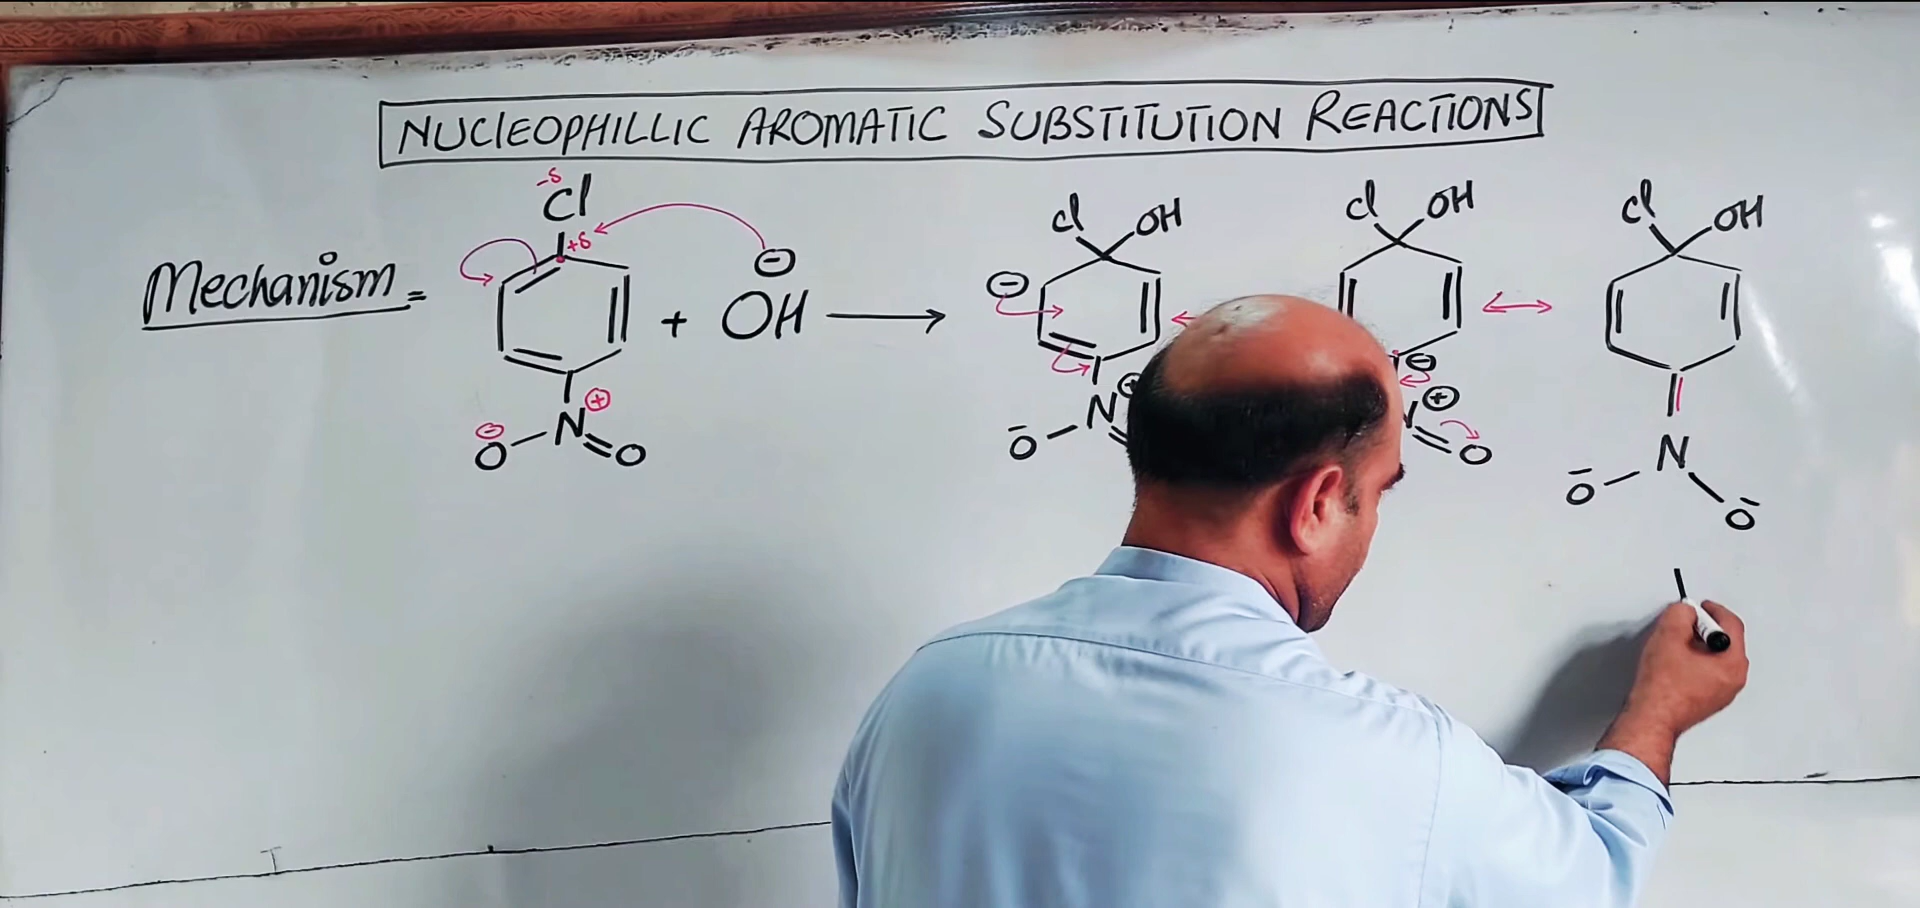 NUCLEOPHILLIC AROMATIC SUBSTITUTION REACTIONS
Mechanism =
-δ
Cl
+δ
+ ⊖
OH
⊕
N
⊖
O
O
Cl OH
⊖
⊕
N
O-
Cl OH
⊖
⊕
O
Cl OH
N
O-
O-